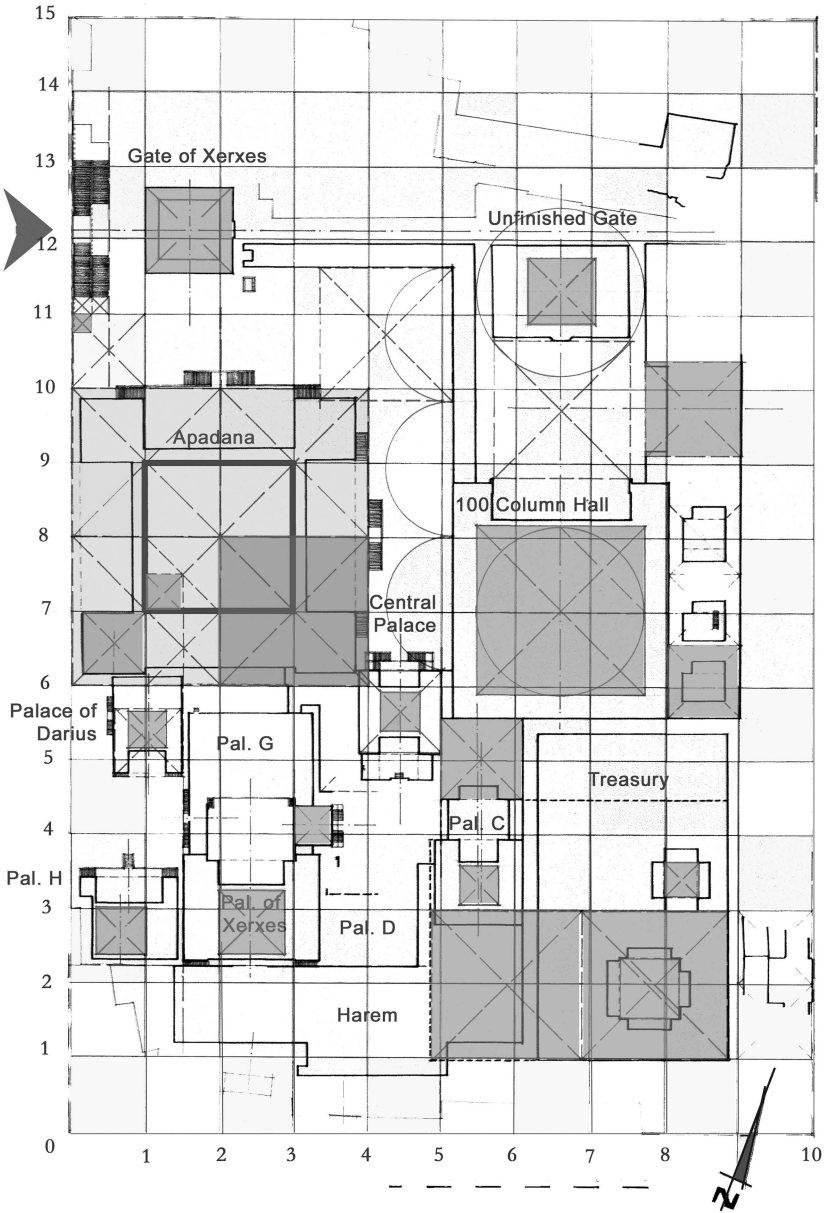 15
14
13
Gate of Xerxes
Unfinished Gate
12
11
10
Apadana
9
100 Column Hall
8
7
Central
Palace
6
Palace of
Darius
Pal. G
5
Treasury
4
Pal. C
Pal. H
3
Pal. of
Xerxes
Pal. D
2
Harem
1
0
1
2
3
4
5
6
7
8
10
N